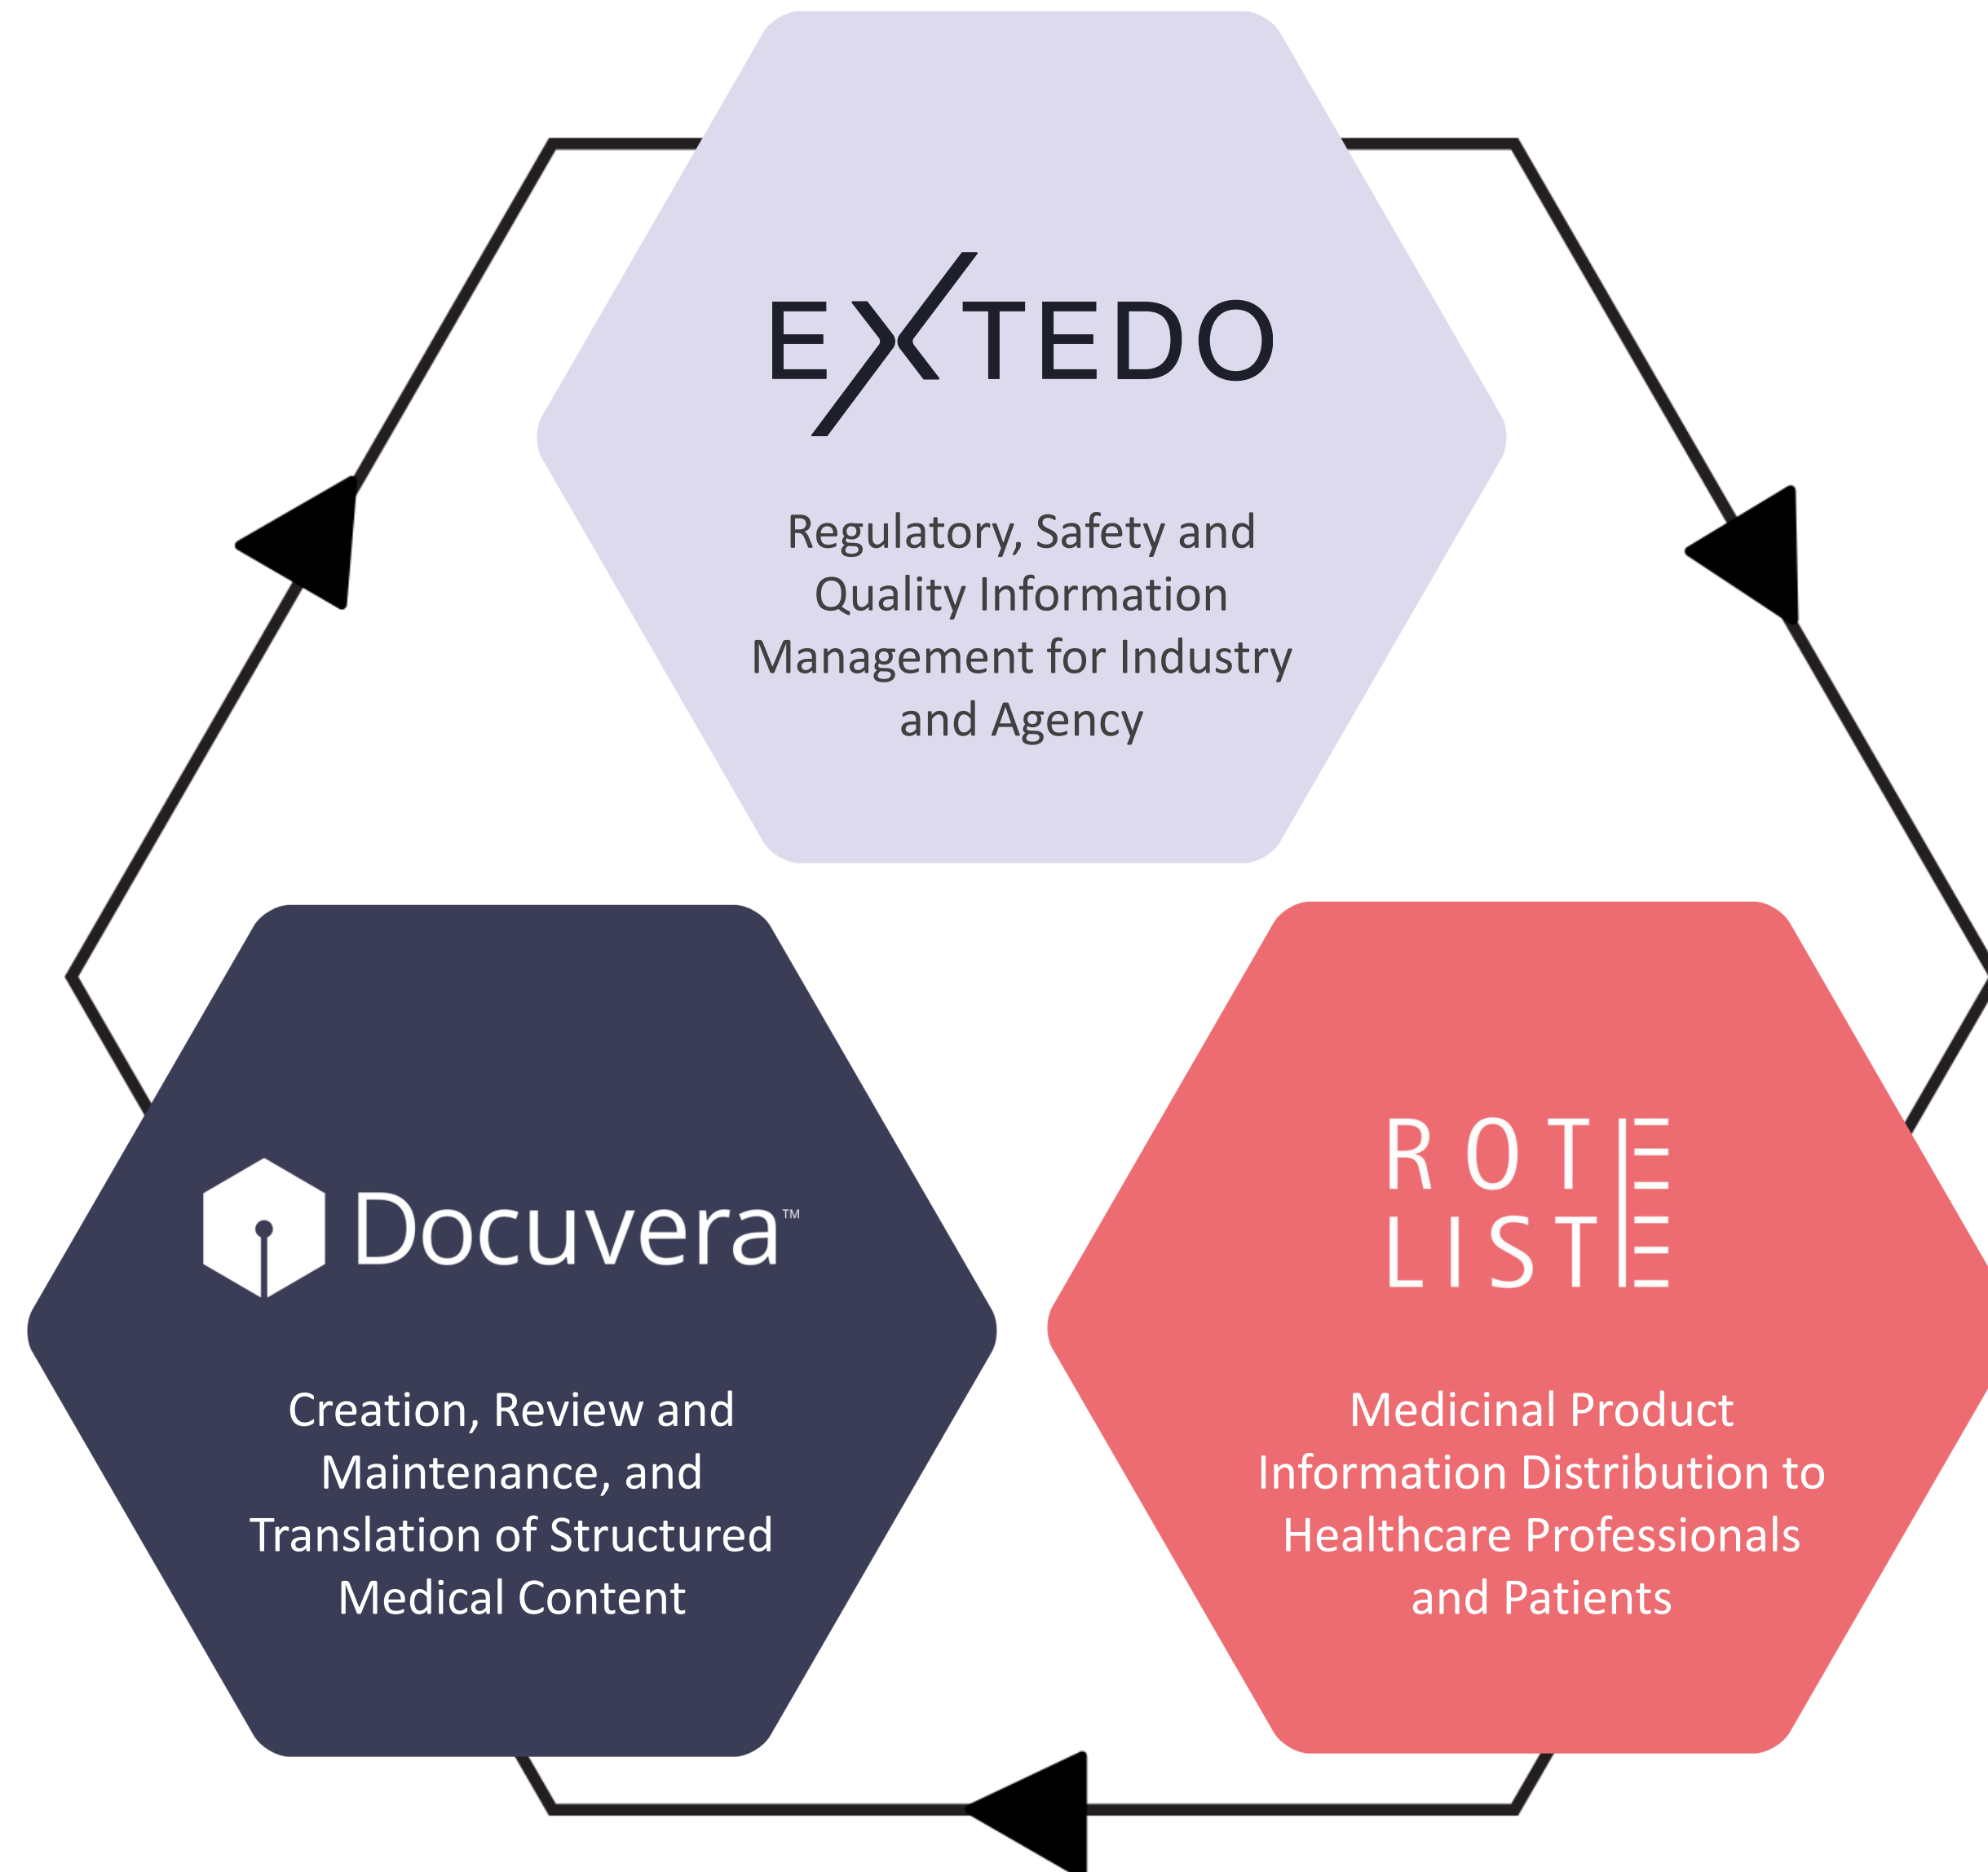 EXTEDO
Regulatory, Safety and
Quality Information
Management for Industry
and Agency
Docuvera™
Creation, Review and
Maintenance, and
Translation of Structured
Medical Content
ROTE
LISTE
Medicinal Product
Information Distribution to
Healthcare Professionals
and Patients